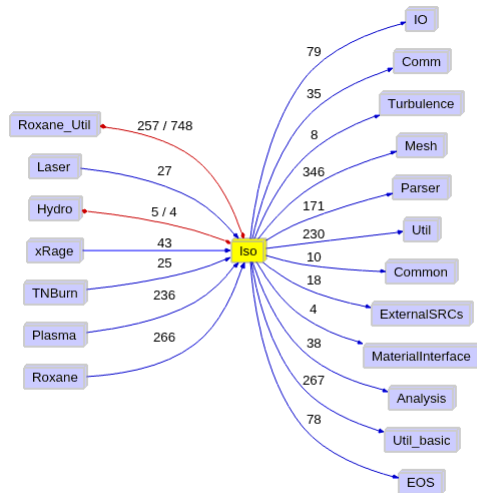 IO
79
Comm
35
Turbulence
8
Roxane_Util
257 / 748
Mesh
346
Laser
27
Parser
171
Hydro
5 / 4
Util
230
xRage
43
Iso
Common
10
TNBurn
25
ExternalSRCs
18
Plasma
236
MaterialInterface
4
Roxane
266
Analysis
38
Util_basic
267
EOS
78